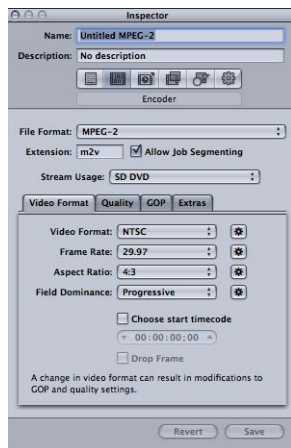 Inspector
Name: Untitled MPEG-2
Description: No description
Encoder
File Format: MPEG-2
Extension: m2v Allow Job Segmenting
Stream Usage: SD DVD
Video Format Quality GOP Extras
Video Format: NTSC
Frame Rate: 29.97
Aspect Ratio: 4:3
Field Dominance: Progressive
Choose start timecode
00:00:00;00
Drop Frame
A change in video format can result in modifications to
GOP and quality settings.
Revert Save